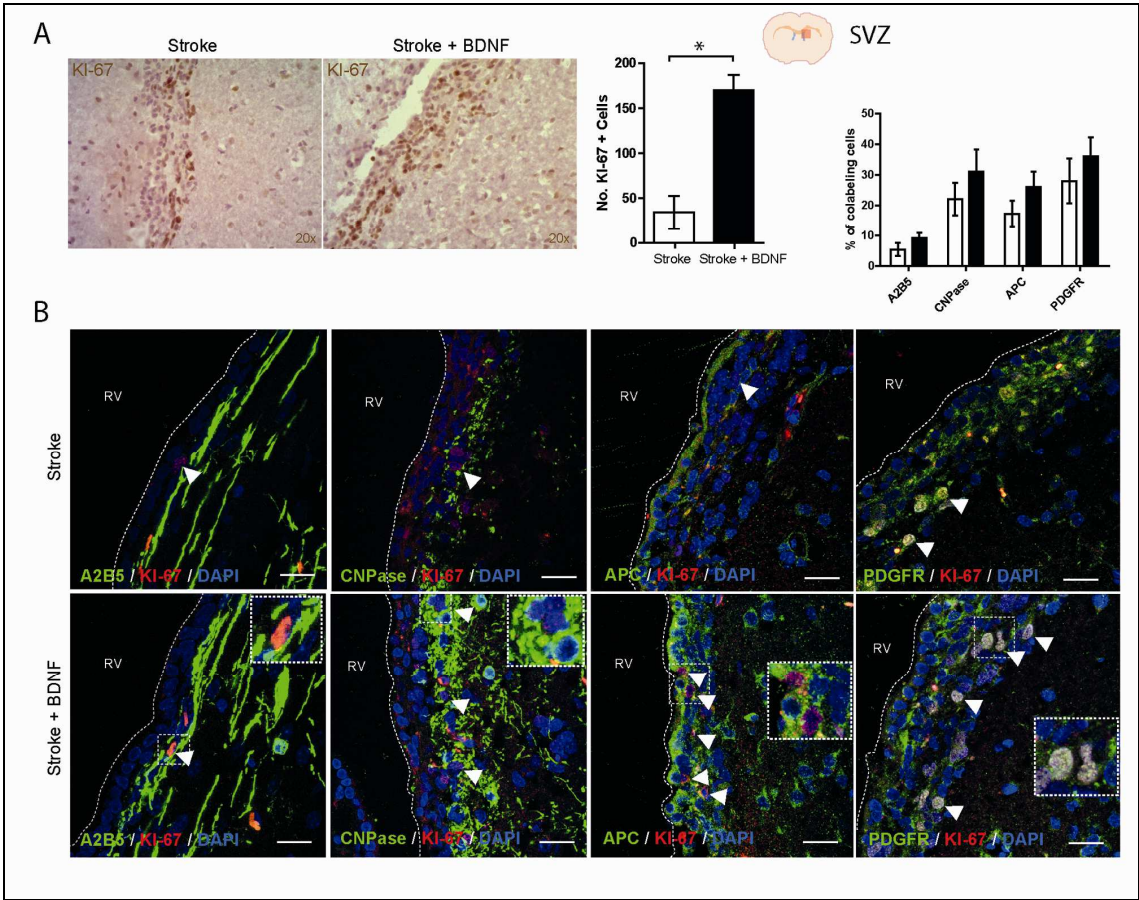 A
Stroke
Stroke + BDNF
KI-67
KI-67
20x
20x
No. KI-67 + Cells
200
150
100
50
0
*
Stroke
Stroke + BDNF
SVZ
% of colabeling cells
50
40
30
20
10
0
A2B5
CNPase
APC
PDGFR
B
Stroke
RV
A2B5 / KI-67 / DAPI
RV
CNPase / KI-67 / DAPI
RV
APC / KI-67 / DAPI
RV
PDGFR / KI-67 / DAPI
Stroke + BDNF
RV
A2B5 / KI-67 / DAPI
RV
CNPase / KI-67 / DAPI
RV
APC / KI-67 / DAPI
RV
PDGFR / KI-67 / DAPI